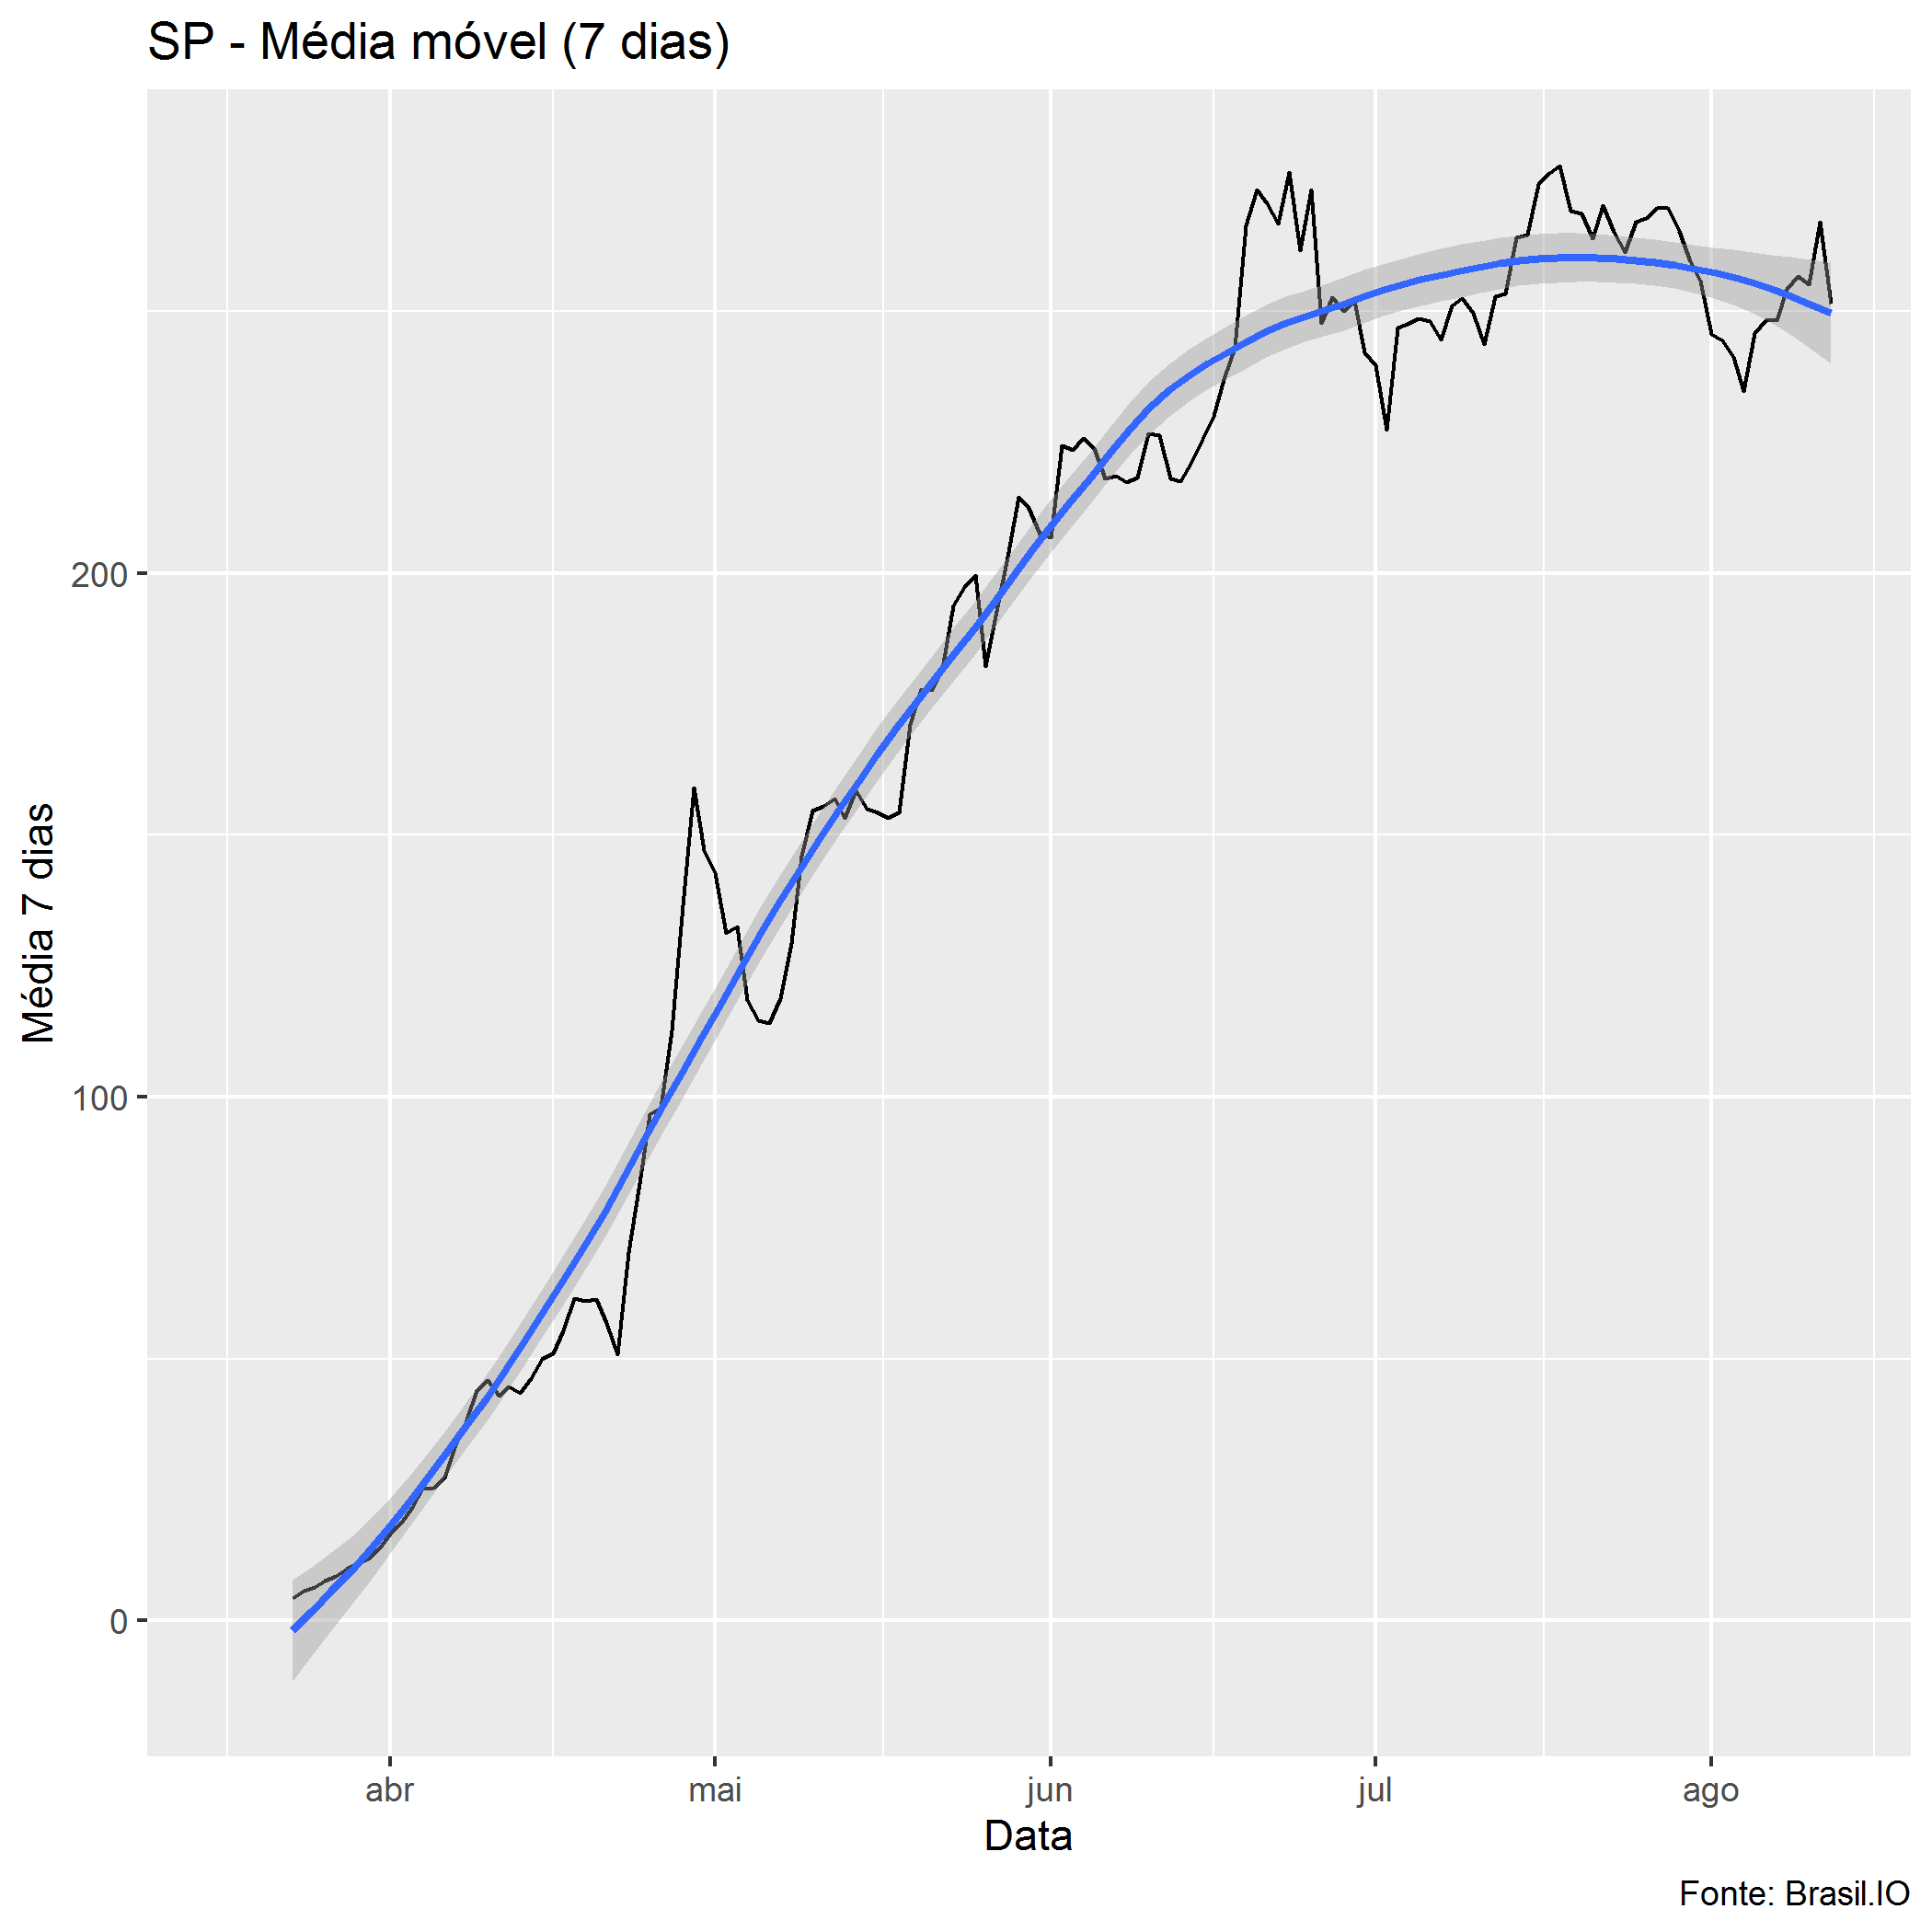 SP - Média móvel (7 dias)
Média 7 dias
200
100
0
abr mai jun jul ago
Data
Fonte: Brasil.IO